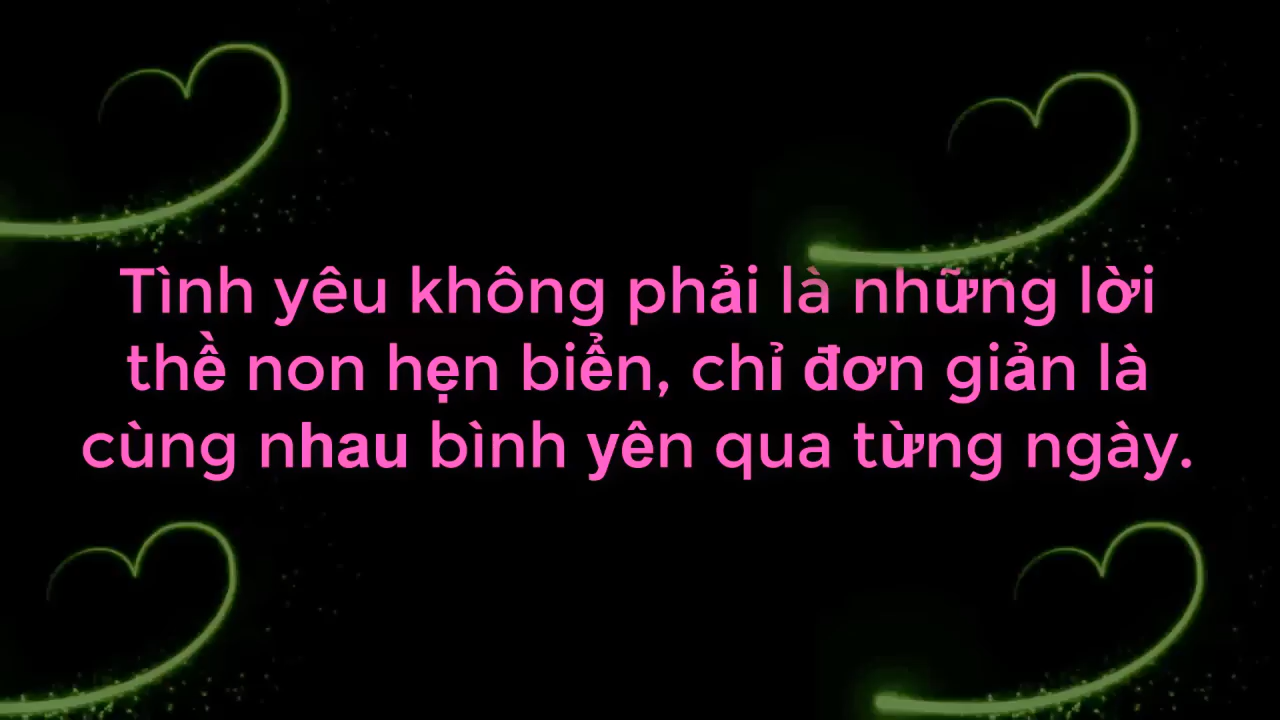 Tình yêu không phải là những lời
thề non hẹn biển, chỉ đơn giản là
cùng nhau bình yên qua từng ngày.